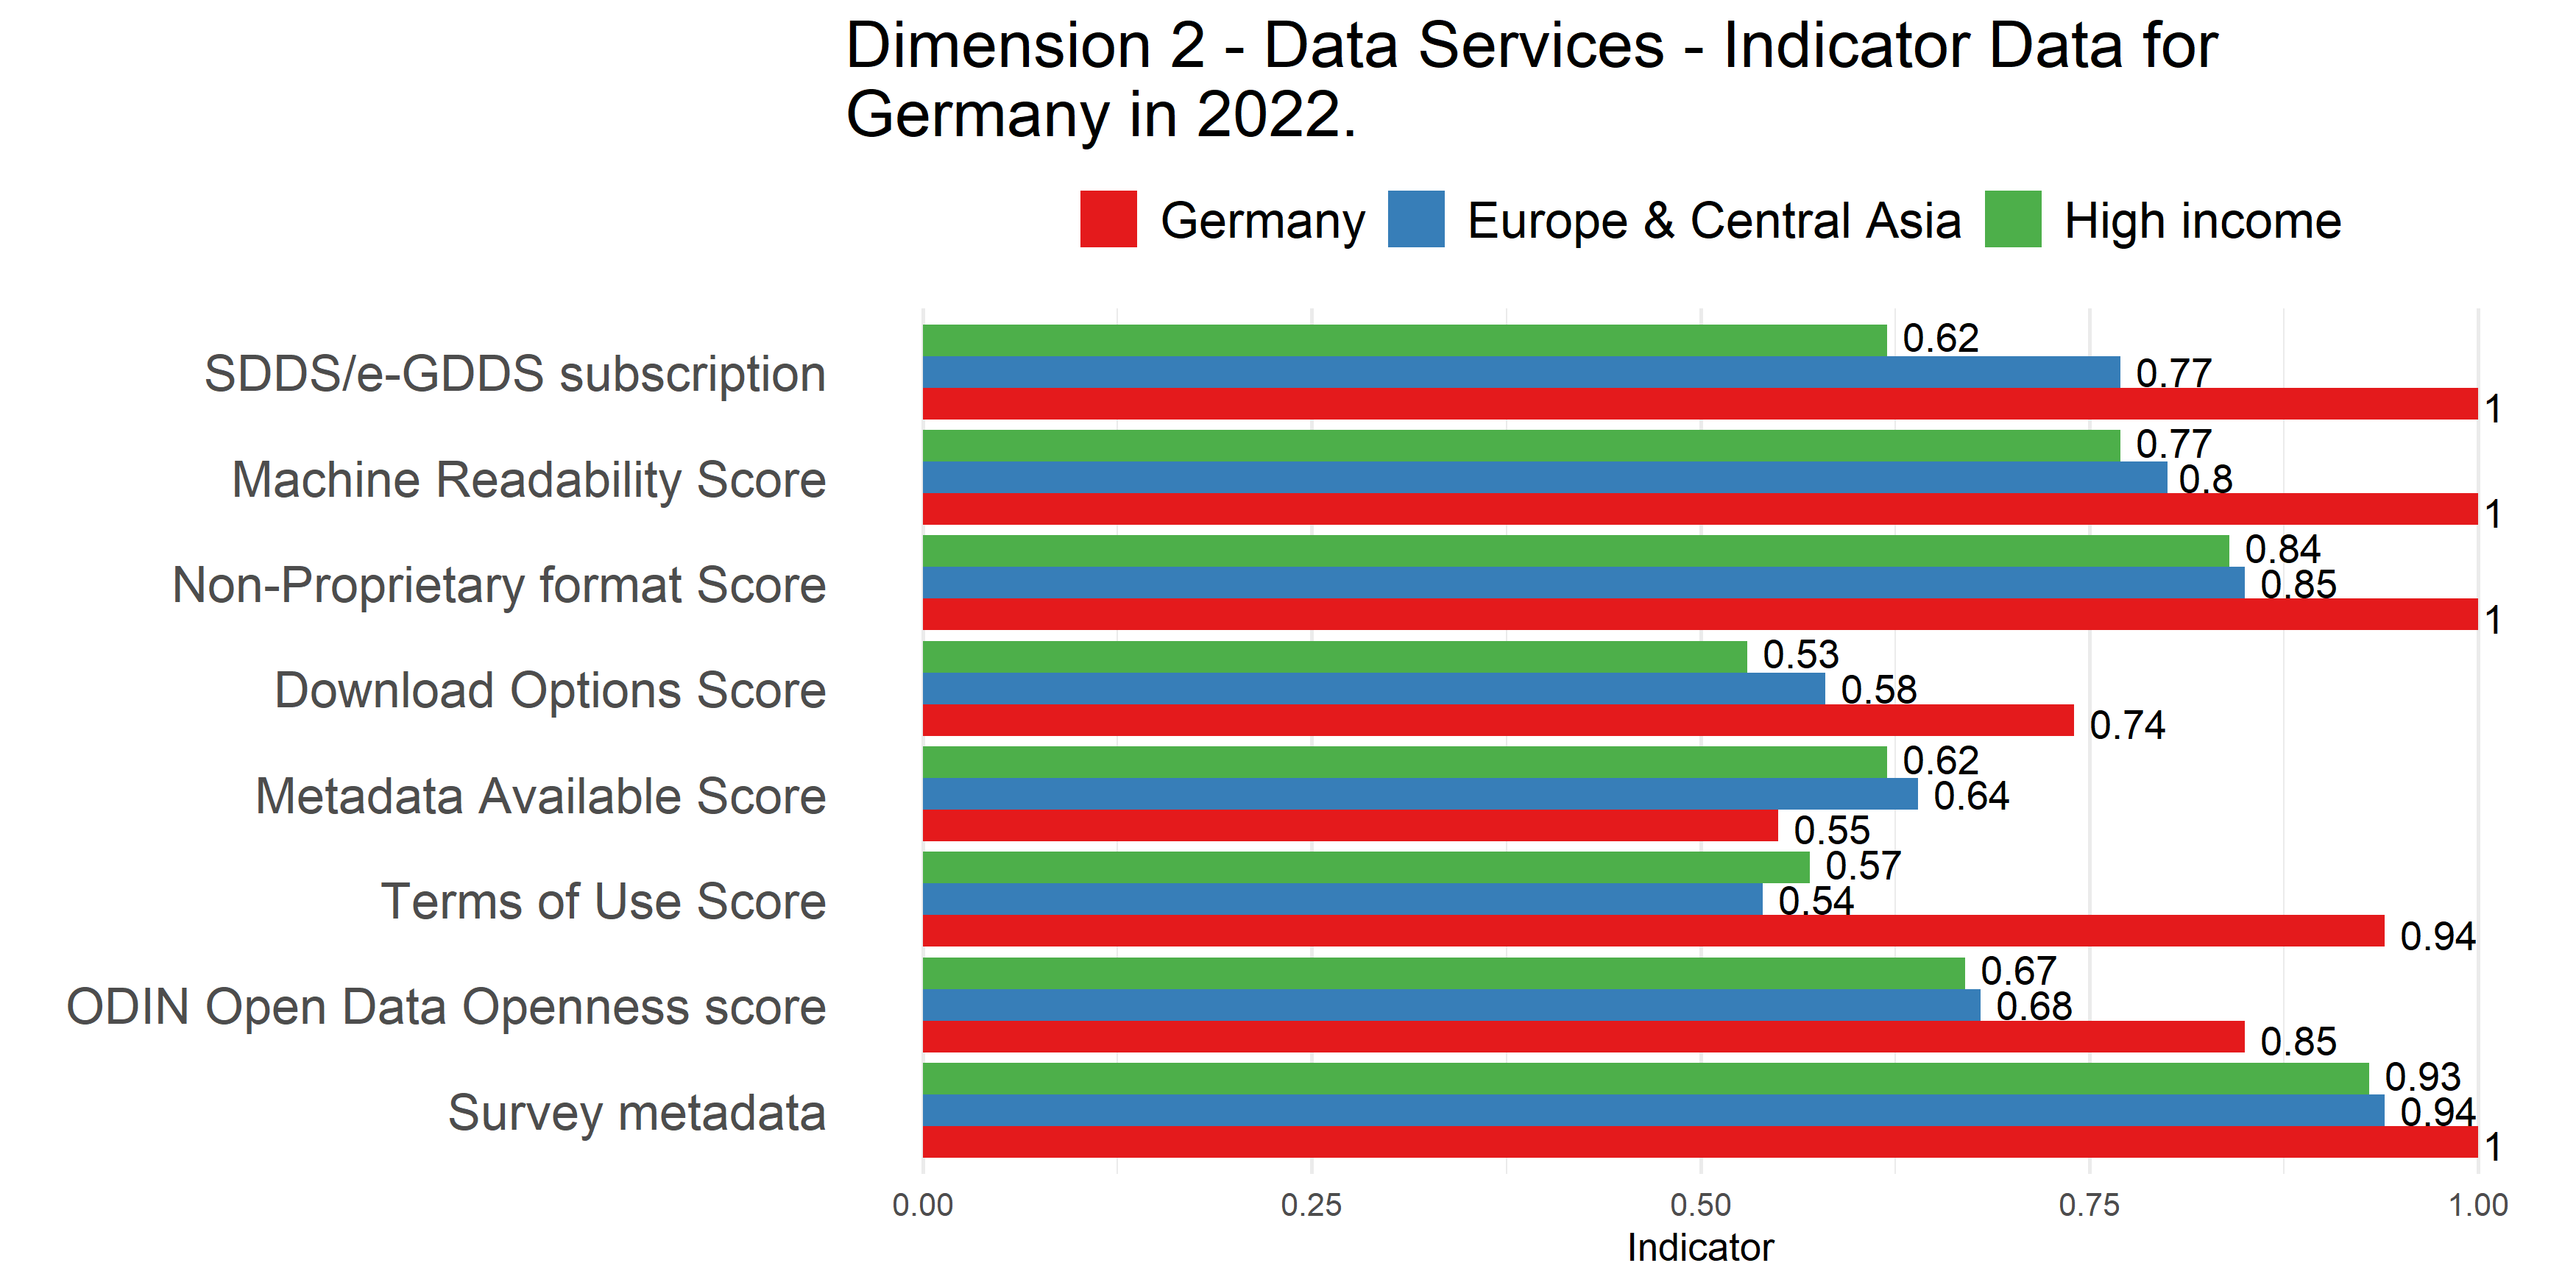 Dimension 2 - Data Services - Indicator Data for
Germany in 2022.
Germany Europe & Central Asia High income
SDDS/e-GDDS subscription
0.62
0.77
1
Machine Readability Score
0.77
0.8
1
Non-Proprietary format Score
0.84
0.85
1
Download Options Score
0.53
0.58
0.74
Metadata Available Score
0.62
0.64
0.55
Terms of Use Score
0.57
0.54
0.94
ODIN Open Data Openness score
0.67
0.68
0.85
Survey metadata
0.93
0.94
1
0.00 0.25 0.50 0.75 1.00
Indicator